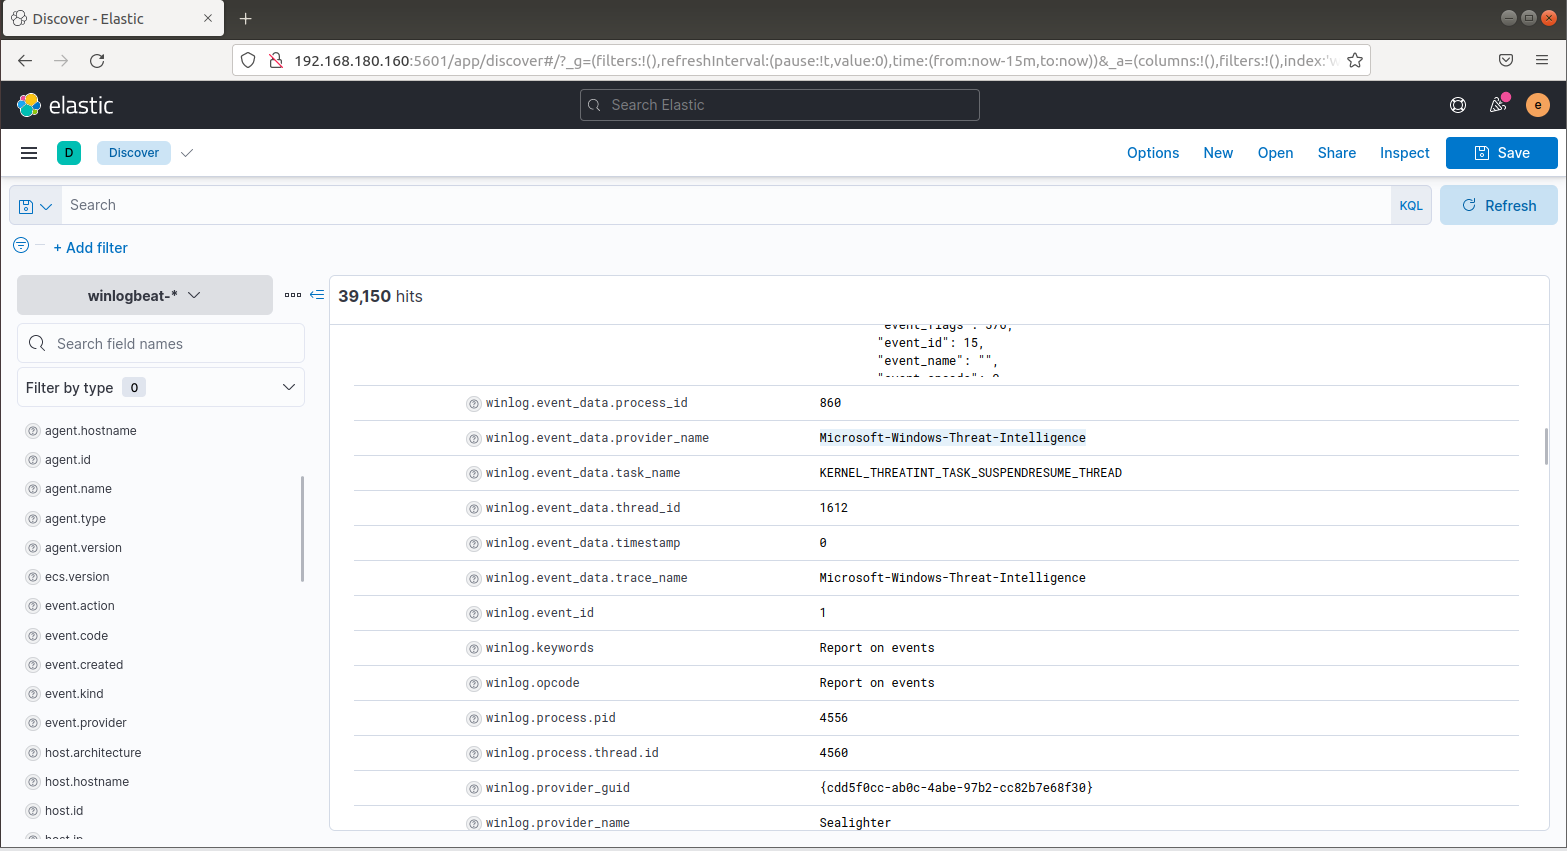 Discover - Elastic
192.168.180.160:5601/app/discover#/?_g=(filters:!(),refreshInterval:(pause:!t,value:0),time:(from:now-15m,to:now))&_a=(columns:!(),filters:!(),index:'w
elastic
Search Elastic
e
D
Discover
Options
New
Open
Share
Inspect
Save
Search
KQL
Refresh
+ Add filter
winlogbeat-*
Search field names
Filter by type 0
agent.hostname
agent.id
agent.name
agent.type
agent.version
ecs.version
event.action
event.code
event.created
event.kind
event.provider
host.architecture
host.hostname
host.id
host.ip
39,150 hits
"event_flags": 576,
"event_id": 15,
"event_name": "",
"event_opcode": 0
winlog.event_data.process_id 860
winlog.event_data.provider_name Microsoft-Windows-Threat-Intelligence
winlog.event_data.task_name KERNEL_THREATINT_TASK_SUSPENDRESUME_THREAD
winlog.event_data.thread_id 1612
winlog.event_data.timestamp 0
winlog.event_data.trace_name Microsoft-Windows-Threat-Intelligence
winlog.event_id 1
winlog.keywords Report on events
winlog.opcode Report on events
winlog.process.pid 4556
winlog.process.thread.id 4560
winlog.provider_guid {cdd5f0cc-ab0c-4abe-97b2-cc82b7e68f30}
winlog.provider_name Sealighter